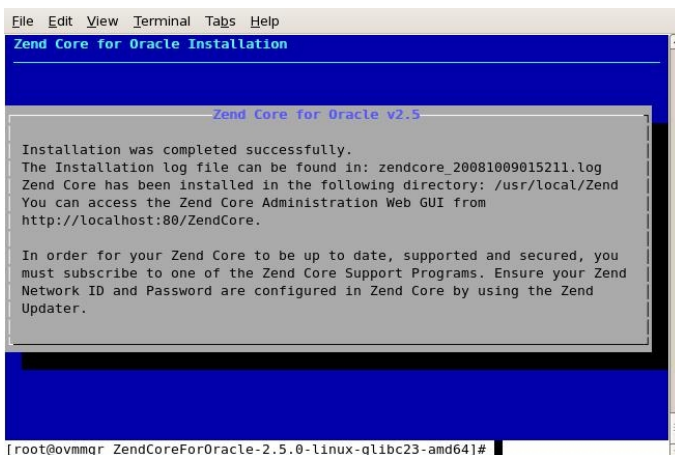 File Edit View Terminal Tabs Help
Zend Core for Oracle Installation
Zend Core for Oracle v2.5
Installation was completed successfully.
The Installation log file can be found in: zendcore_20081009015211.log
Zend Core has been installed in the following directory: /usr/local/Zend
You can access the Zend Core Administration Web GUI from
http://localhost:80/ZendCore.
In order for your Zend Core to be up to date, supported and secured, you
must subscribe to one of the Zend Core Support Programs. Ensure your Zend
Network ID and Password are configured in Zend Core by using the Zend
Updater.
[root@ovmmgr ZendCoreForOracle-2.5.0-linux-glibc23-amd64]#